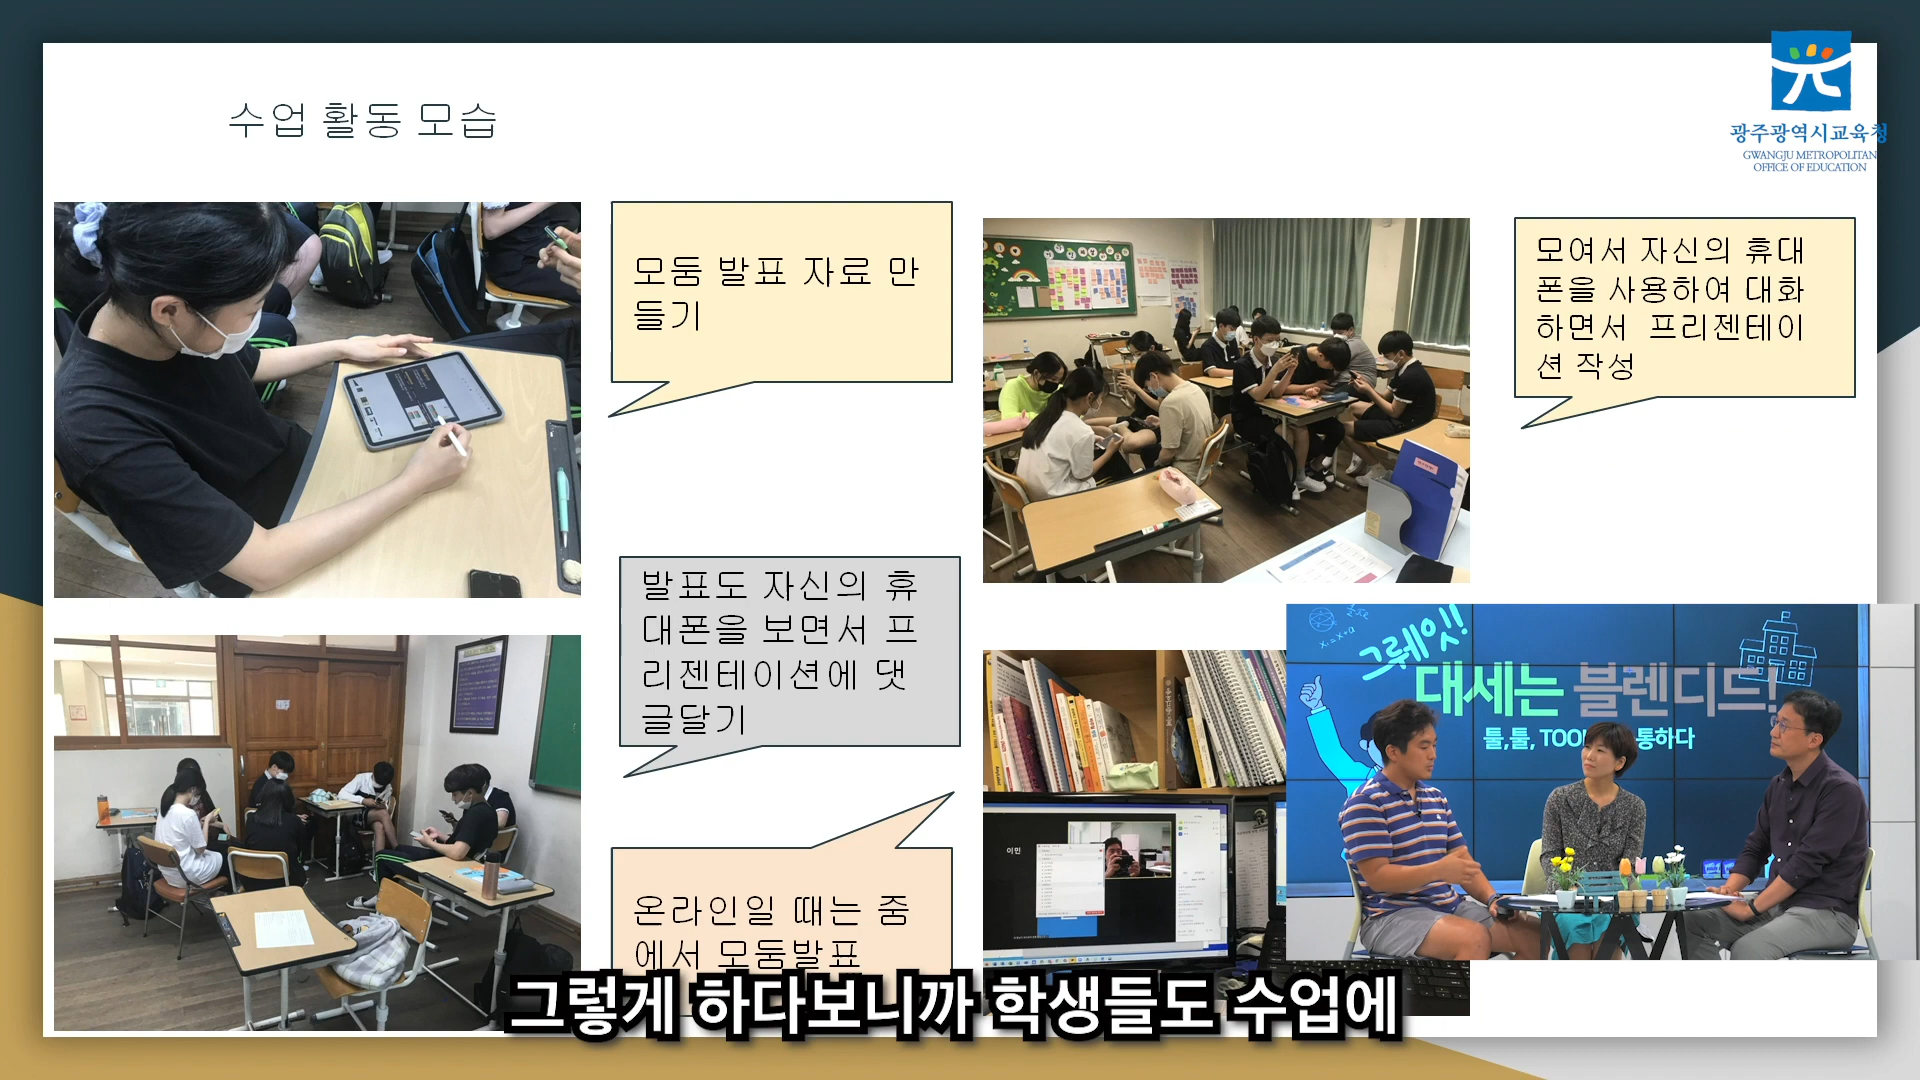 수업 활동 모습
광주광역시교육청
GWANGJU METROPOLITAN
OFFICE OF EDUCATION
모둠 발표 자료 만
들기
모여서 자신의 휴대
폰을 사용하여 대화
하면서 프리젠테이
션 작성
발표도 자신의 휴
대폰을 보면서 프
리젠테이션에 댓
글달기
온라인일 때는 줌
에서 모둠발표
이민
그뤠잇!
대세는 블렌디드!
툴,툴, 통하다
그렇게 하다보니까 학생들도 수업에